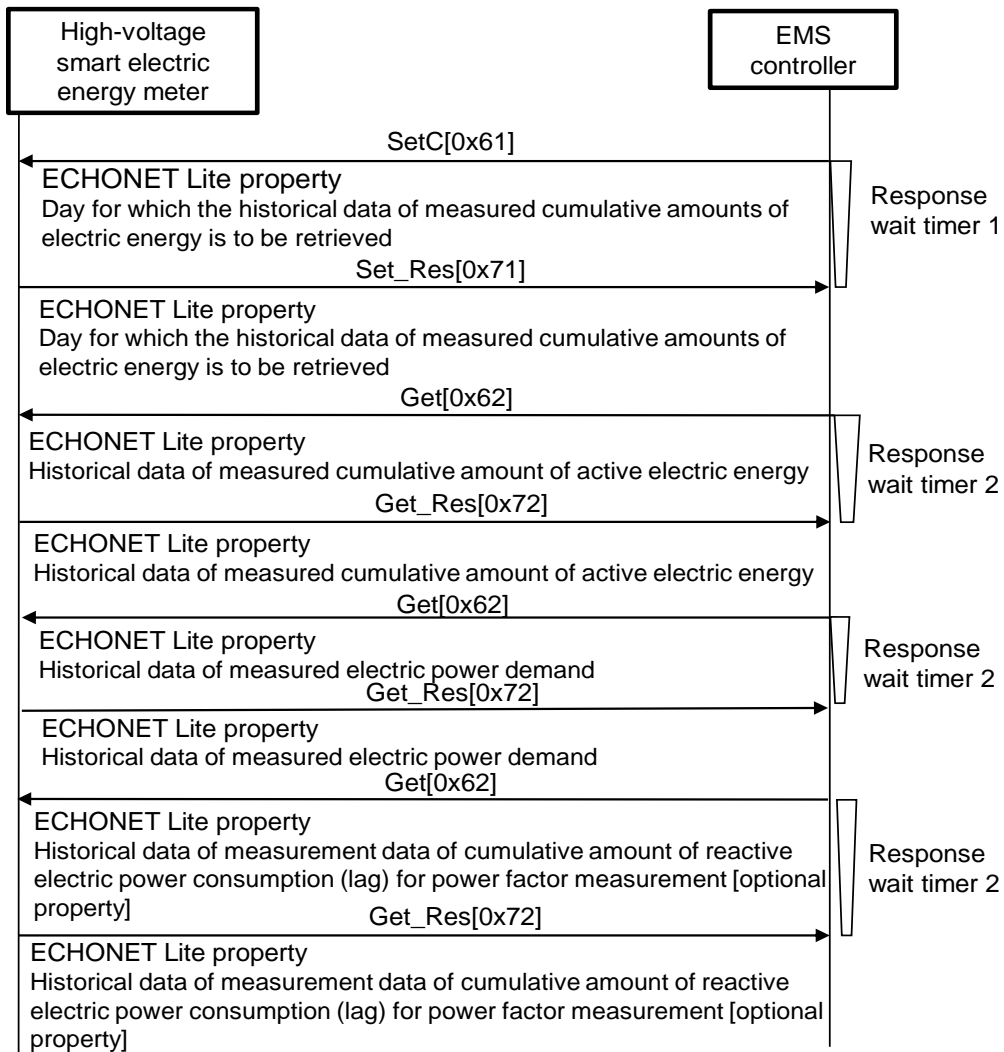 High-voltage
smart electric
energy meter
EMS
controller
SetC[0x61]
ECHONET Lite property
Day for which the historical data of measured cumulative amounts of
electric energy is to be retrieved
Response
wait timer 1
Set_Res[0x71]
ECHONET Lite property
Day for which the historical data of measured cumulative amounts of
electric energy is to be retrieved
Get[0x62]
ECHONET Lite property
Historical data of measured cumulative amount of active electric energy
Response
wait timer 2
Get_Res[0x72]
ECHONET Lite property
Historical data of measured cumulative amount of active electric energy
Get[0x62]
ECHONET Lite property
Historical data of measured electric power demand
Response
wait timer 2
Get_Res[0x72]
ECHONET Lite property
Historical data of measured electric power demand
Get[0x62]
ECHONET Lite property
Historical data of measurement data of cumulative amount of reactive
electric power consumption (lag) for power factor measurement [optional
property]
Response
wait timer 2
Get_Res[0x72]
ECHONET Lite property
Historical data of measurement data of cumulative amount of reactive
electric power consumption (lag) for power factor measurement [optional
property]